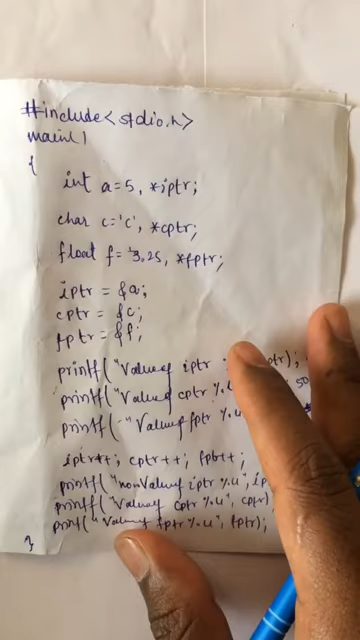 #include<stdio.h>
main()
{
int a=5, *iptr;
char c='c', *cptr;
float f=3.25, *fptr;
iptr = &a;
cptr = &c;
fptr = &f;
printf("Value of iptr ptr);
printf("Value of cptr %.u 50
printf("Value of fptr %.u
iptr++; cptr++; fptr++;
printf("now Value of iptr %.u", ip
printf("Value of cptr %.u", cptr)
printf("Value of fptr %.u", fptr);
}